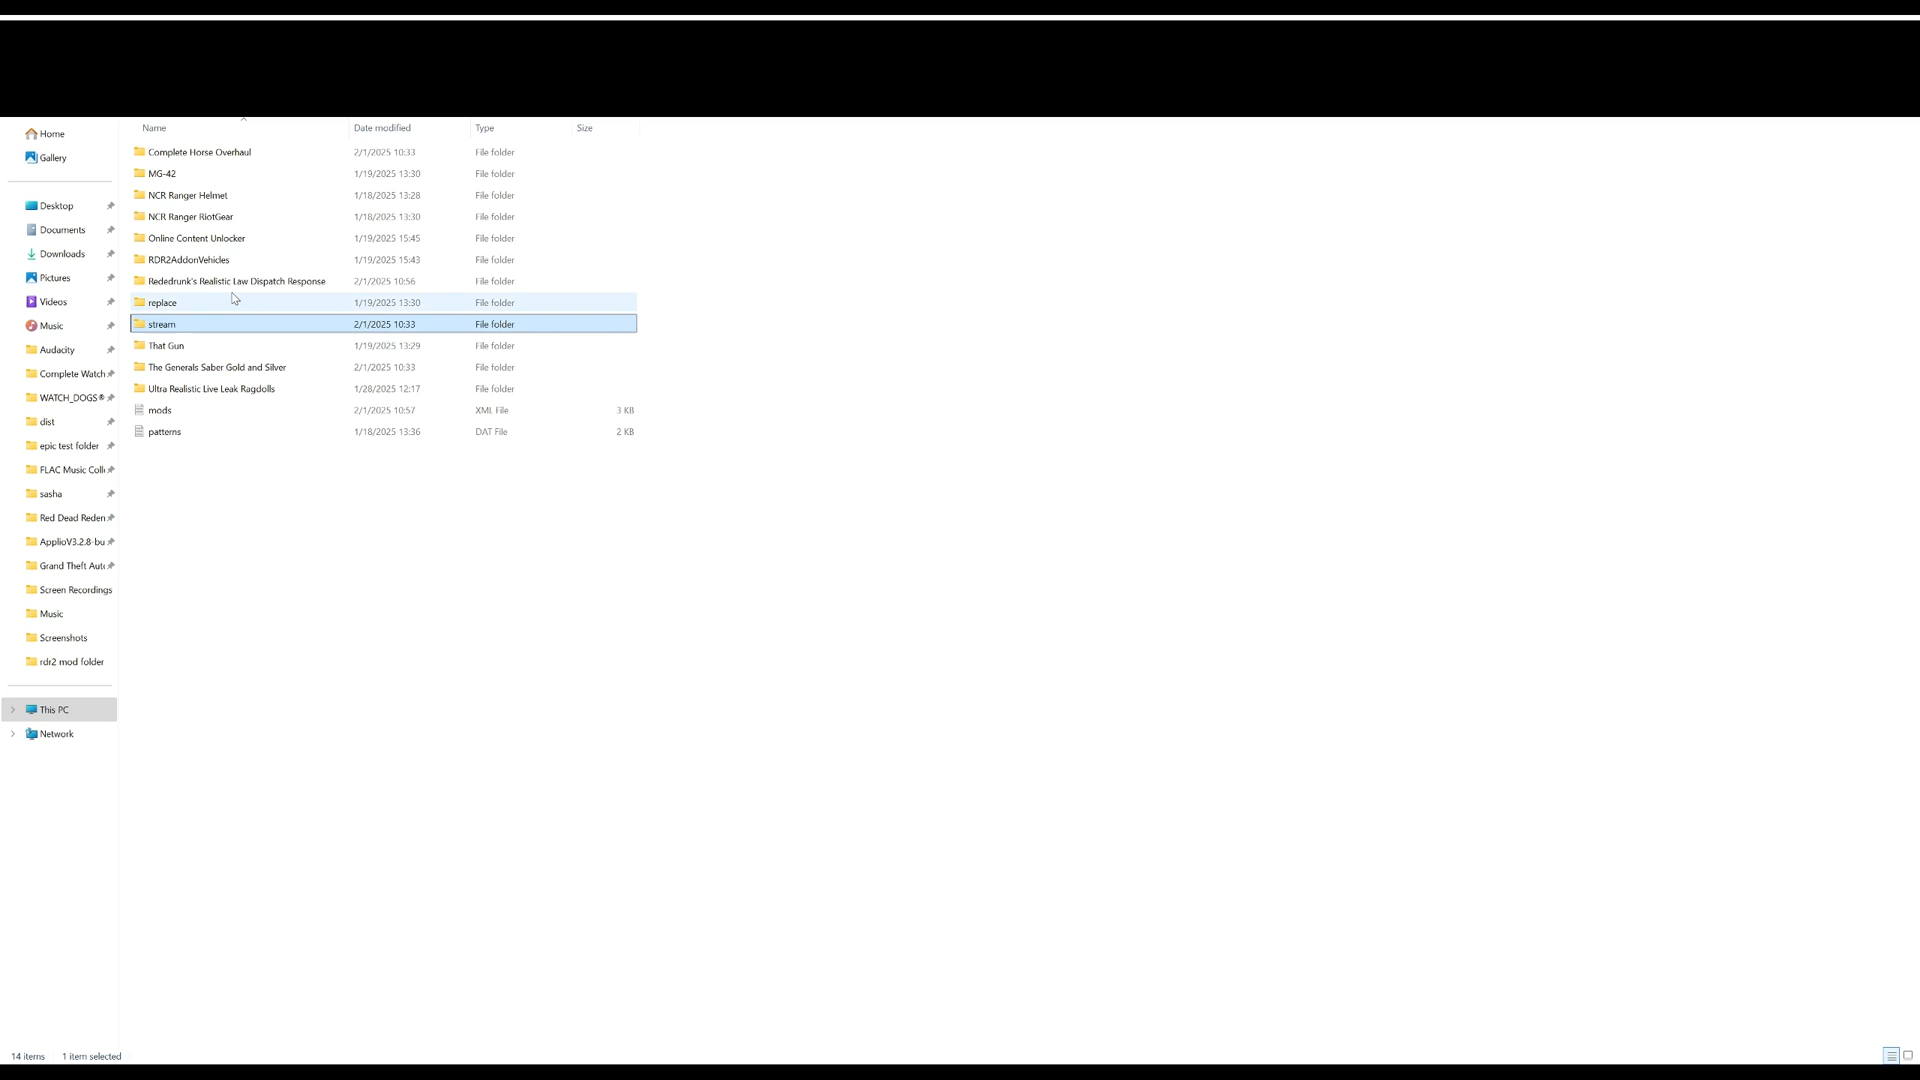 Name Date modified Type Size
Home
Gallery
Desktop
Documents
Downloads
Pictures
Videos
Music
Audacity
Complete Watch
WATCH_DOGS®
dist
epic test folder
FLAC Music Coll
sasha
Red Dead Reden
ApplioV3.2.8-bu
Grand Theft Aut
Screen Recordings
Music
Screenshots
rdr2 mod folder
This PC
Network
Complete Horse Overhaul 2/1/2025 10:33 File folder
MG-42 1/19/2025 13:30 File folder
NCR Ranger Helmet 1/18/2025 13:28 File folder
NCR Ranger RiotGear 1/18/2025 13:30 File folder
Online Content Unlocker 1/19/2025 15:45 File folder
RDR2AddonVehicles 1/19/2025 15:43 File folder
Rededrunk's Realistic Law Dispatch Response 2/1/2025 10:56 File folder
replace 1/19/2025 13:30 File folder
stream 2/1/2025 10:33 File folder
That Gun 1/19/2025 13:29 File folder
The Generals Saber Gold and Silver 2/1/2025 10:33 File folder
Ultra Realistic Live Leak Ragdolls 1/28/2025 12:17 File folder
mods 2/1/2025 10:57 XML File 3 KB
patterns 1/18/2025 13:36 DAT File 2 KB
14 items 1 item selected